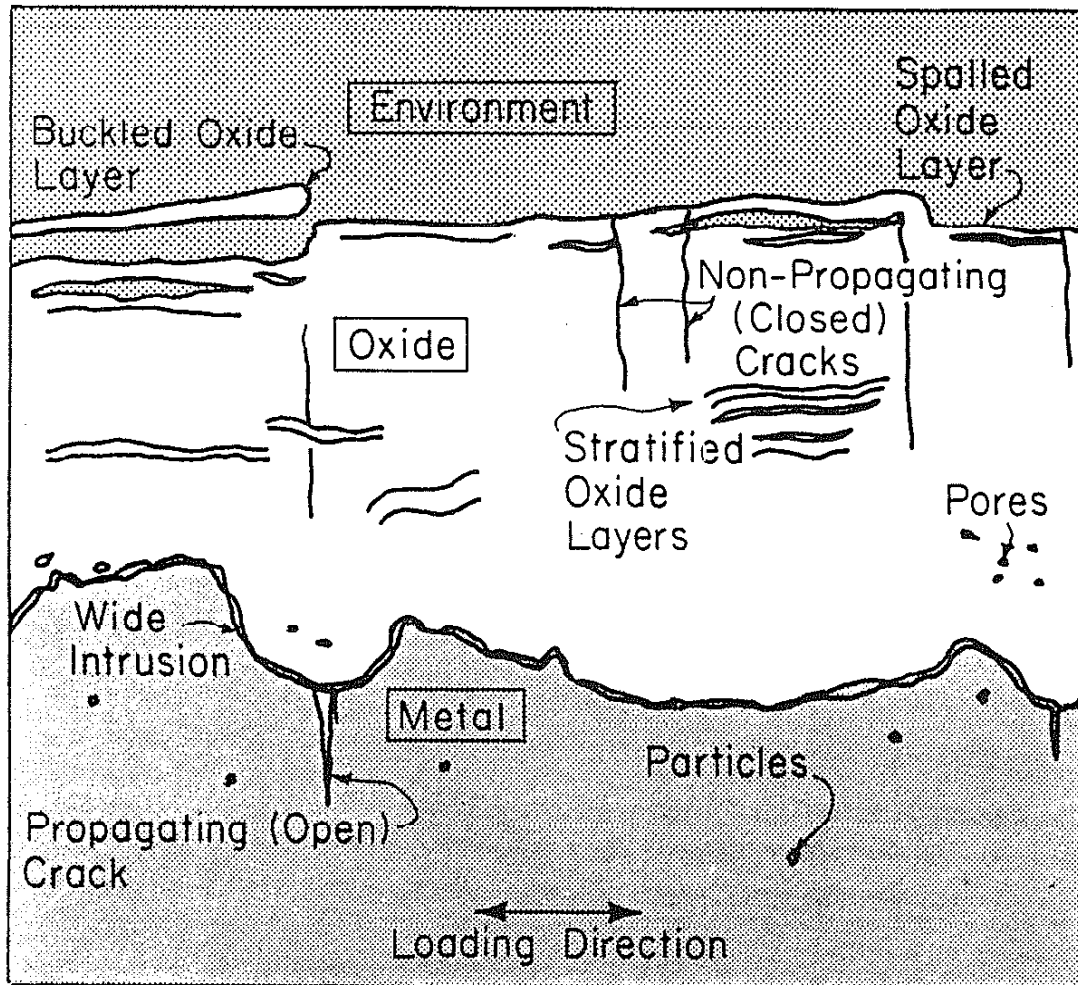 Environment
Spalled
Oxide
Layer
Buckled Oxide
Layer
Non-Propagating
(Closed)
Cracks
Oxide
Stratified
Oxide
Layers
Pores
Wide
Intrusion
Metal
Particles
Propagating (Open)
Crack
Loading Direction